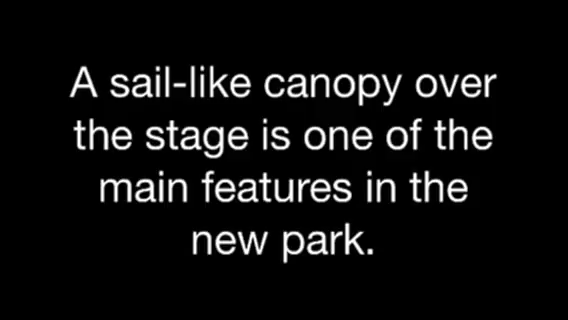 A sail-like canopy over
the stage is one of the
main features in the
new park.